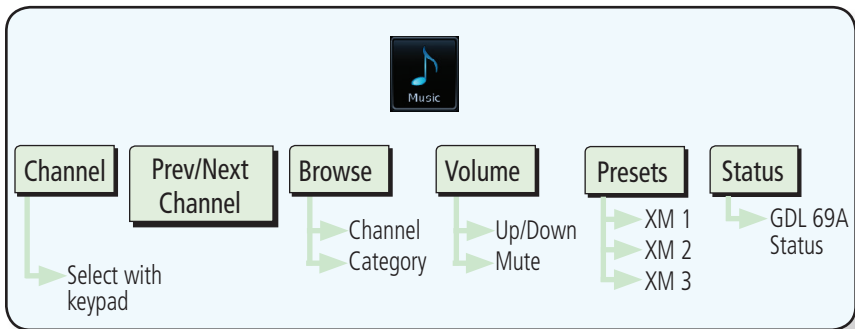 Music
Channel
Select with
keypad
Prev/Next
Channel
Browse
Channel
Category
Volume
Up/Down
Mute
Presets
XM 1
XM 2
XM 3
Status
GDL 69A
Status